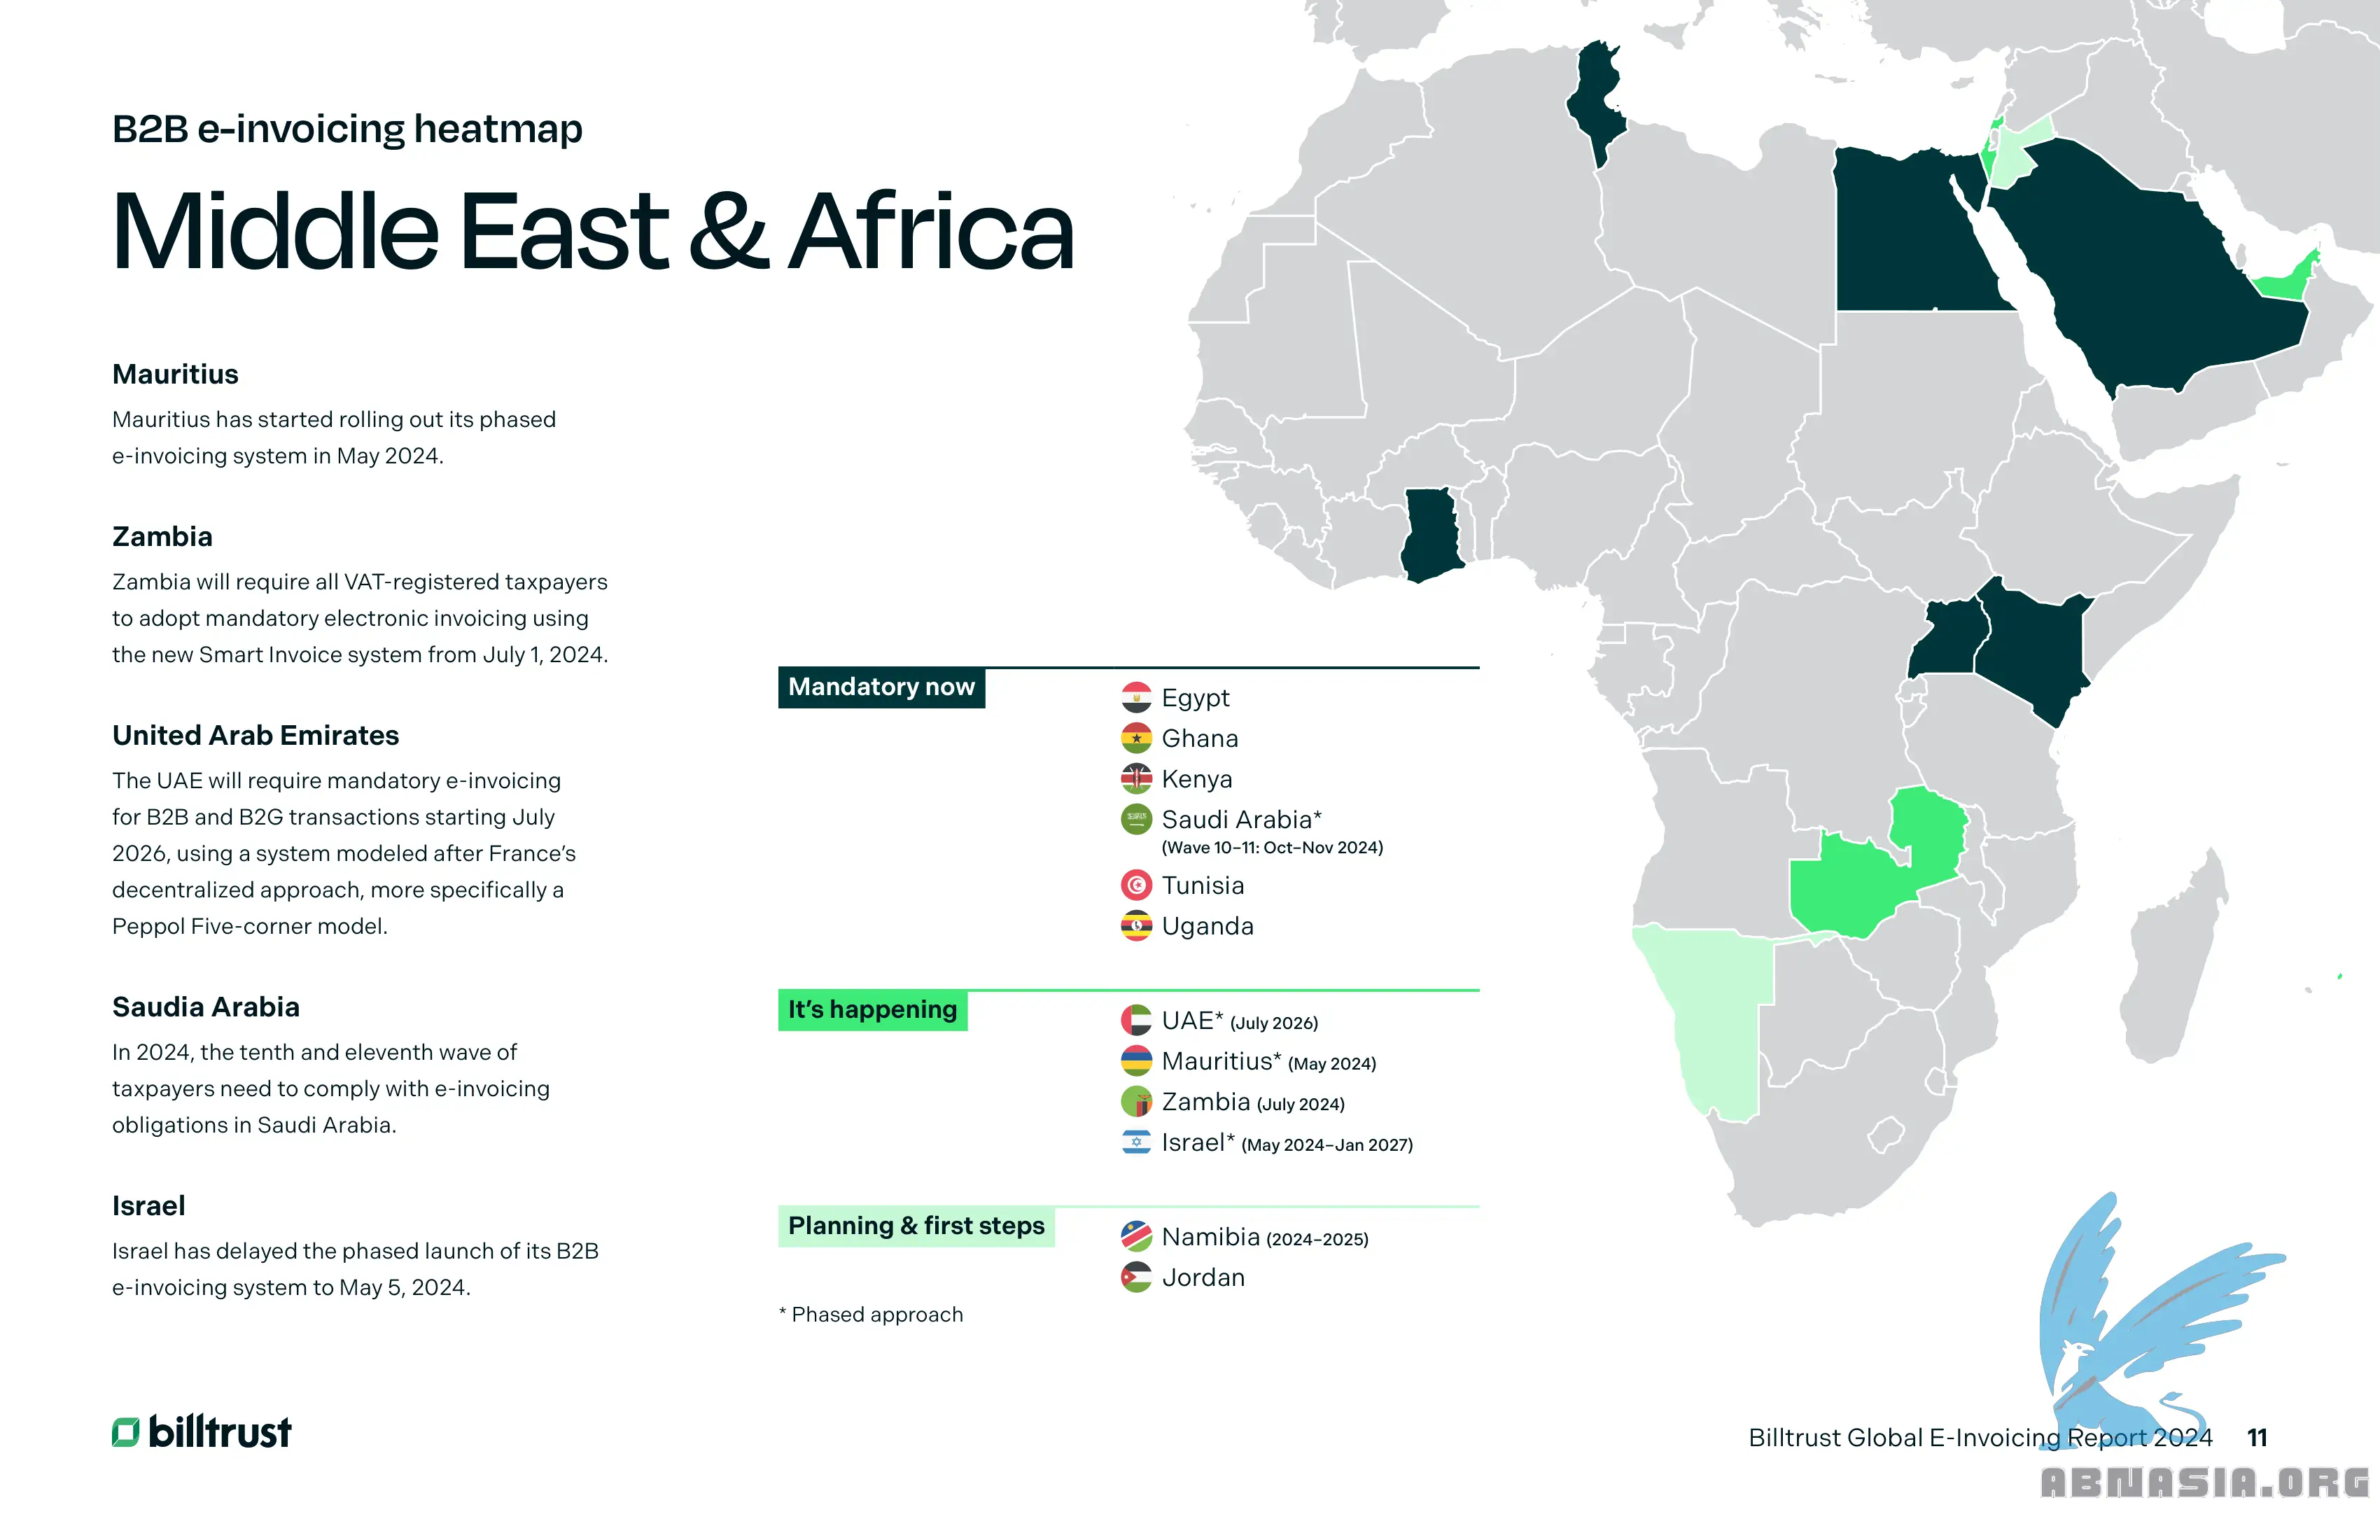 B2B e-invoicing heatmap
Middle East & Africa
Mauritius
Mauritius has started rolling out its phased
e-invoicing system in May 2024.
Zambia
Zambia will require all VAT-registered taxpayers
to adopt mandatory electronic invoicing using
the new Smart Invoice system from July 1, 2024.
United Arab Emirates
The UAE will require mandatory e-invoicing
for B2B and B2G transactions starting July
2026, using a system modeled after France’s
decentralized approach, more specifically a
Peppol Five-corner model.
Saudia Arabia
In 2024, the tenth and eleventh wave of
taxpayers need to comply with e-invoicing
obligations in Saudi Arabia.
Israel
Israel has delayed the phased launch of its B2B
e-invoicing system to May 5, 2024.
Mandatory now
Egypt
Ghana
Kenya
Saudi Arabia*
(Wave 10–11: Oct–Nov 2024)
Tunisia
Uganda
It’s happening
UAE* (July 2026)
Mauritius* (May 2024)
Zambia (July 2024)
Israel* (May 2024–Jan 2027)
Planning & first steps
Namibia (2024–2025)
Jordan
* Phased approach
billtrust
Billtrust Global E-Invoicing Report 2024 11
ABNASIA.ORG